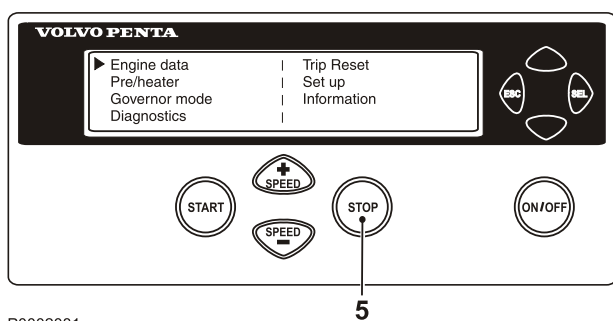 VOLVO PENTA
Engine data | Trip Reset
Pre/heater | Set up
Governor mode | Information
Diagnostics |
ESC
SEL
START
+
SPEED
SPEED
-
STOP
ON/OFF
5